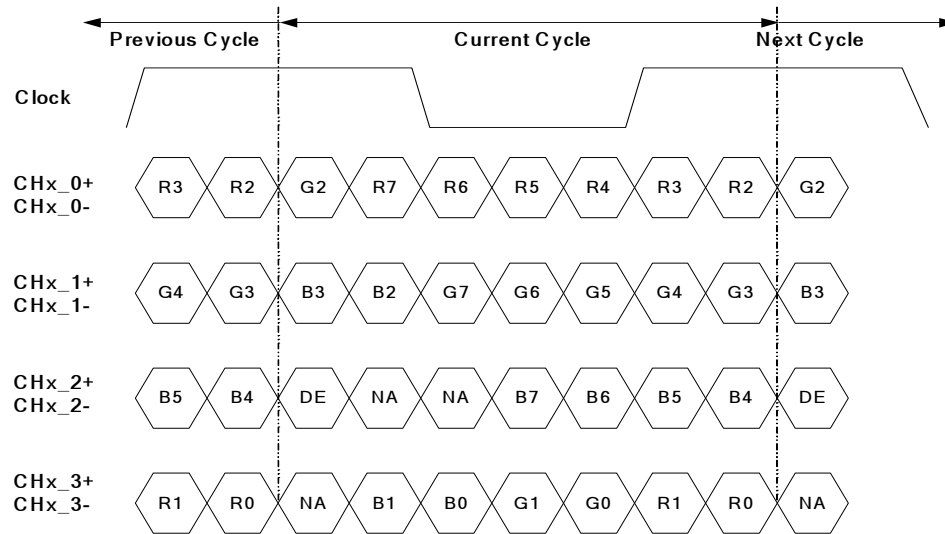 Previous Cycle Current Cycle Next Cycle
Clock
CHx_0+
CHx_0-
R3 R2 G2 R7 R6 R5 R4 R3 R2 G2
CHx_1+
CHx_1-
G4 G3 B3 B2 G7 G6 G5 G4 G3 B3
CHx_2+
CHx_2-
B5 B4 DE NA NA B7 B6 B5 B4 DE
CHx_3+
CHx_3-
R1 R0 NA B1 B0 G1 G0 R1 R0 NA